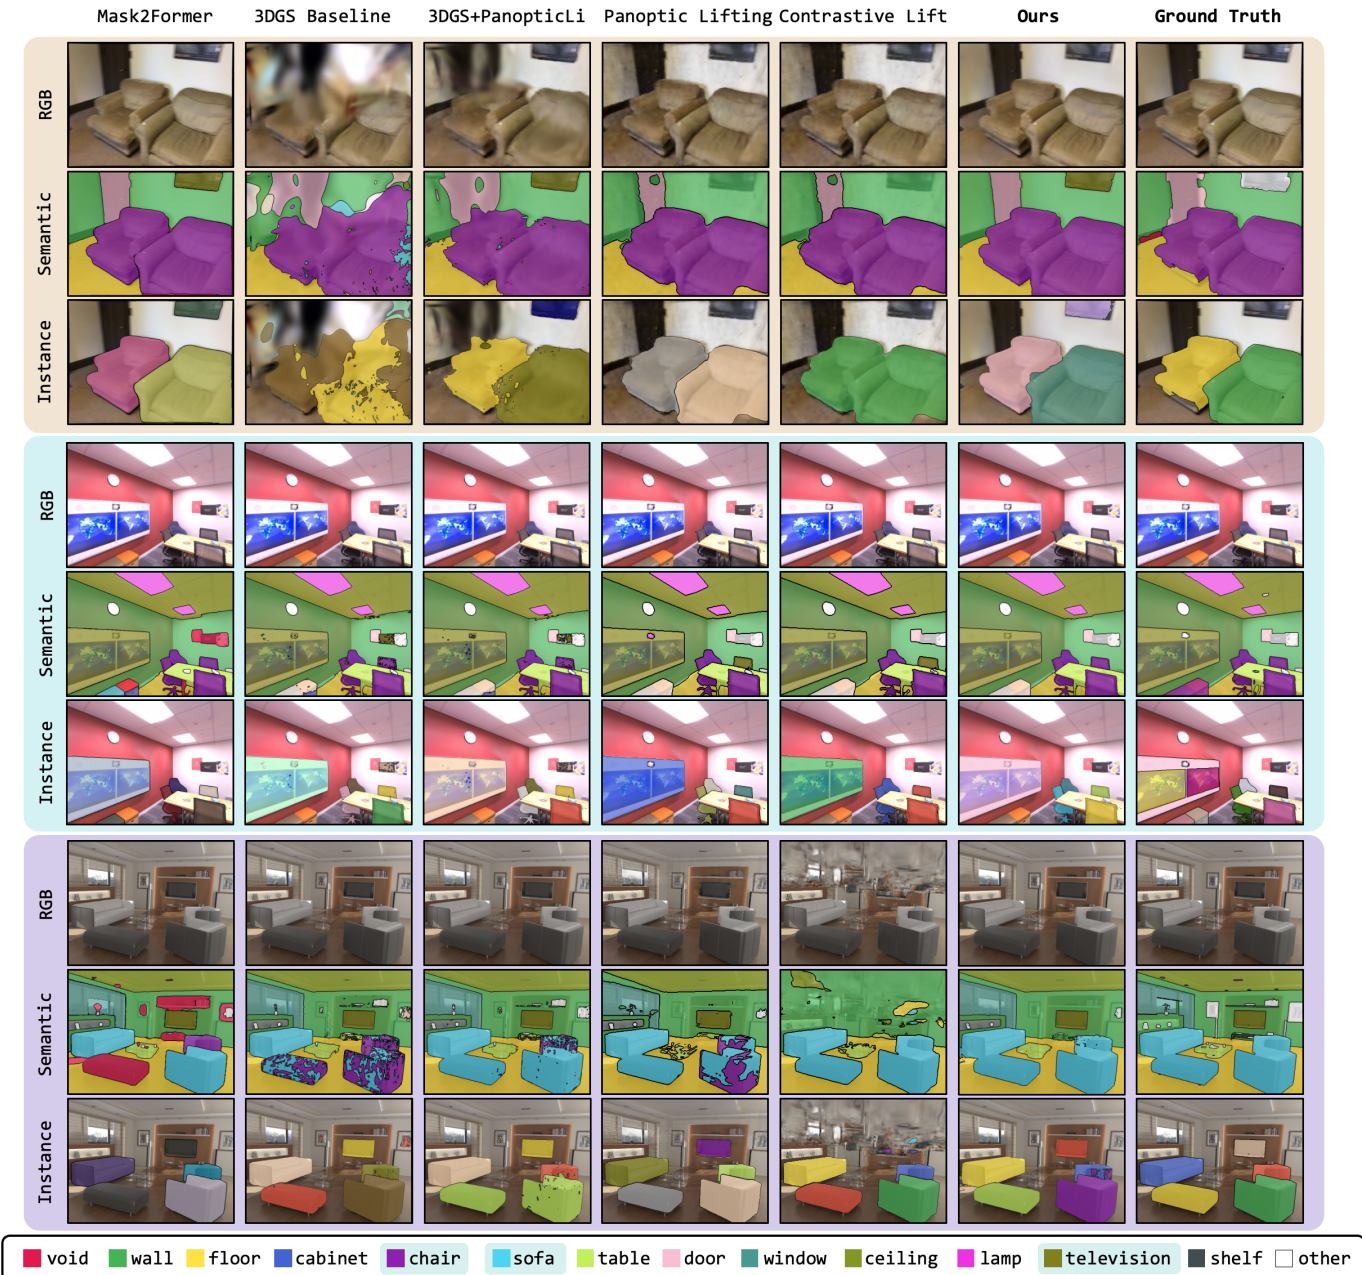 Mask2Former 3DGS Baseline 3DGS+PanopticLi Panoptic Lifting Contrastive Lift Ours Ground Truth
RGB
Semantic
Instance
RGB
Semantic
Instance
RGB
Semantic
Instance
void wall floor cabinet chair sofa table door window ceiling lamp television shelf other